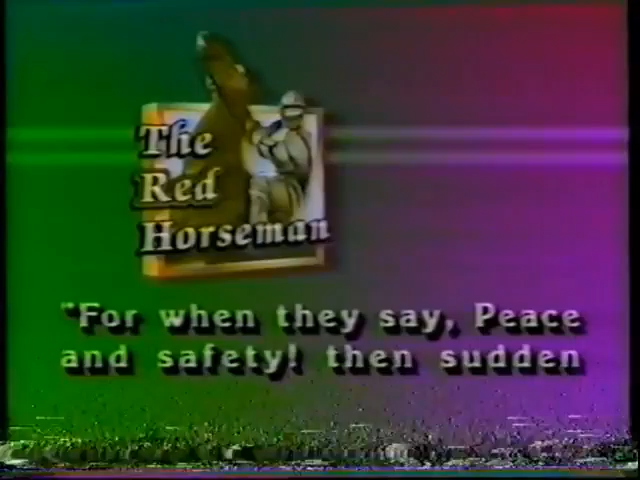 The
Red
Horseman
"For when they say, Peace
and safety! then sudden